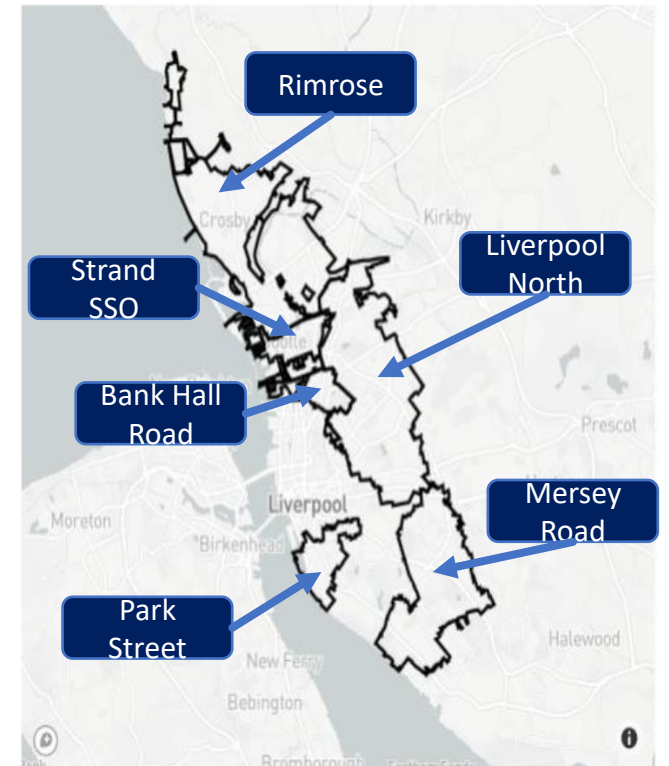 Rimrose
Crosby
Kirkby
Liverpool
North
Strand
SSO
Bank Hall
Road
Prescot
Liverpool
Mersey
Road
Moreton
Birkenhead
Park
Street
Halewood
New Ferry
Bebington
Bromborough